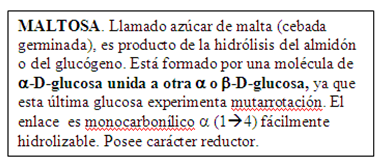 MALTOSA. Llamado azúcar de malta (cebada
germinada), es producto de la hidrólisis del almidón
o del glucógeno. Está formado por una molécula de
α-D-glucosa unida a otra α o β-D-glucosa, ya que
esta última glucosa experimenta mutarrotación. El
enlace es monocarbonílico α (1→4) fácilmente
hidrolizable. Posee carácter reductor.